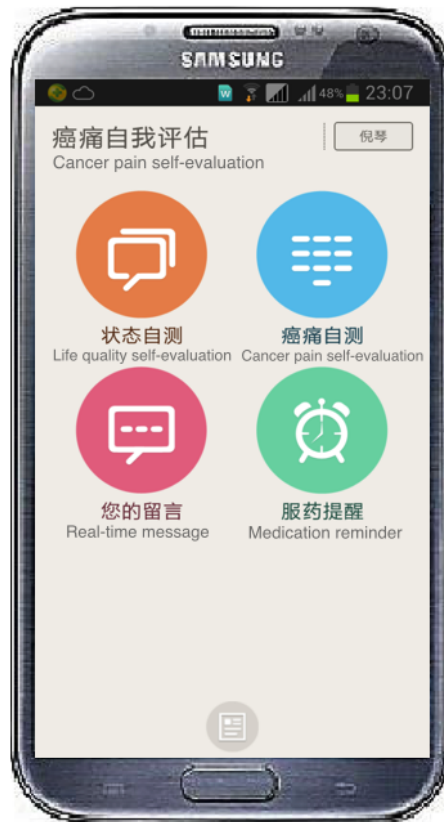 SAMSUNG
48% 23:07
癌痛自我评估
倪琴
Cancer pain self-evaluation
状态自测
Life quality self-evaluation
癌痛自测
Cancer pain self-evaluation
您的留言
Real-time message
服药提醒
Medication reminder